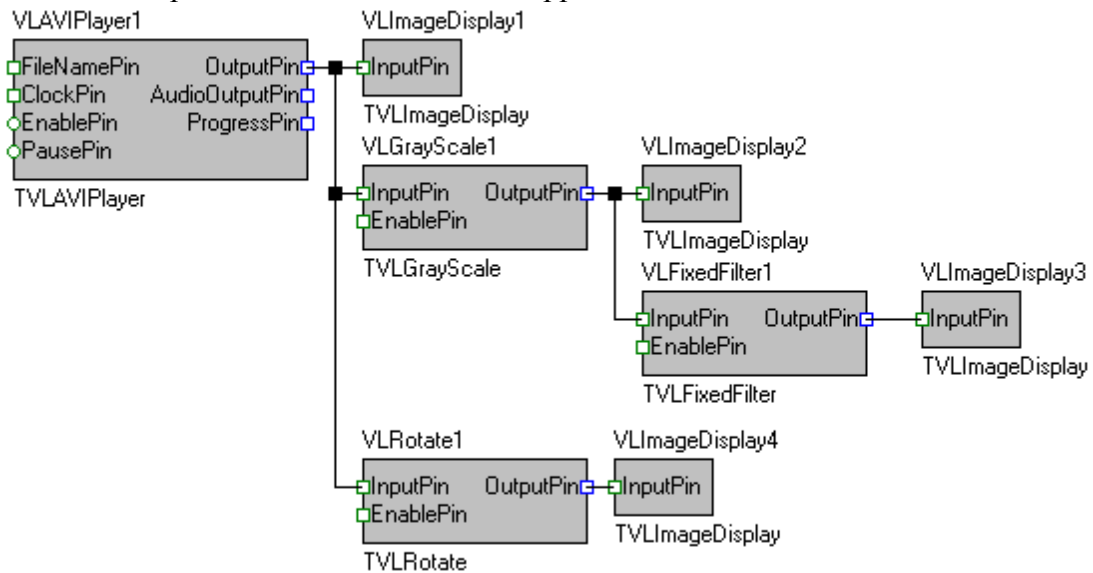 VLAVIPlayer1
FileNamePin OutputPin
ClockPin AudioOutputPin
EnablePin ProgressPin
PausePin
TVLAVIPlayer
VLImageDisplay1
InputPin
TVLImageDisplay
VLGrayScale1
InputPin OutputPin
EnablePin
TVLGrayScale
VLImageDisplay2
InputPin
TVLImageDisplay
VLFixedFilter1
InputPin OutputPin
EnablePin
TVLFixedFilter
VLImageDisplay3
InputPin
TVLImageDisplay
VLRotate1
InputPin OutputPin
EnablePin
TVLRotate
VLImageDisplay4
InputPin
TVLImageDisplay